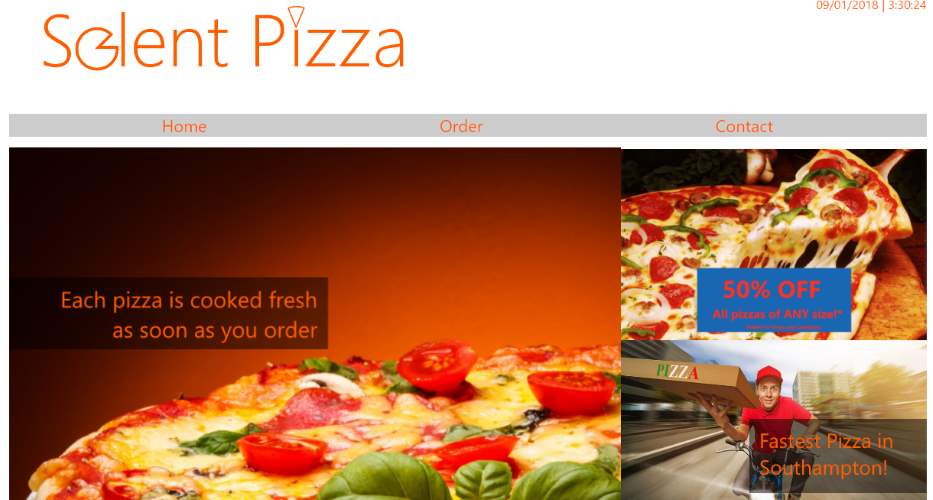 09/01/2018 | 3:30:24
Solent Pizza
Home
Order
Contact
Each pizza is cooked fresh
as soon as you order
50% OFF
All pizzas of ANY size!*
PIZZA
Fastest Pizza in
Southampton!